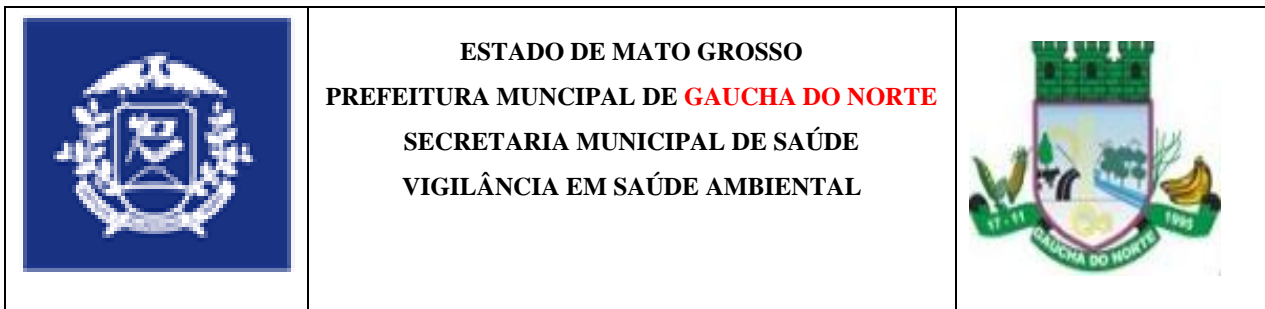 ESTADO DE MATO GROSSO
PREFEITURA MUNCIPAL DE GAUCHA DO NORTE
SECRETARIA MUNICIPAL DE SAÚDE
VIGILÂNCIA EM SAÚDE AMBIENTAL
17-11
1995
GAUCHA DO NORTE